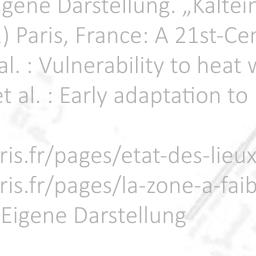 igene Darstellung. „Kaltein
) Paris, France: A 21st-Cen
al. : Vulnerability to heat w
et al. : Early adaptation to
ris.fr/pages/etat-des-lieux
ris.fr/pages/la-zone-a-faib
Eigene Darstellung